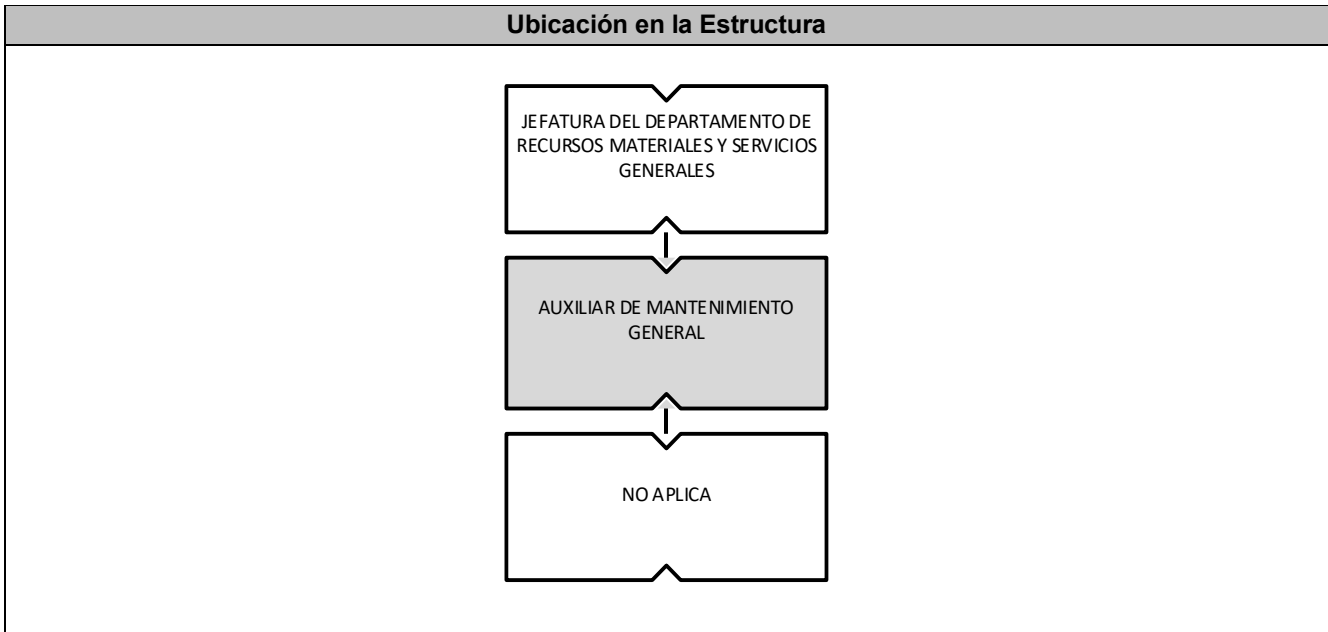 Ubicación en la Estructura
JEFATURA DEL DEPARTAMENTO DE
RECURSOS MATERIALES Y SERVICIOS
GENERALES
AUXILIAR DE MANTENIMIENTO
GENERAL
NO APLICA